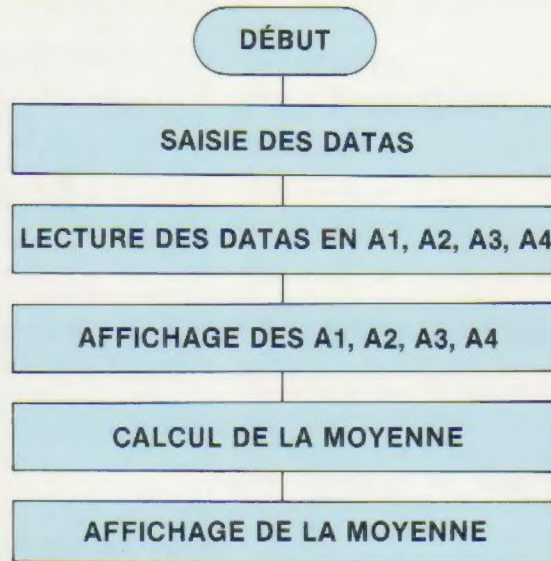 DÉBUT
SAISIE DES DATAS
LECTURE DES DATAS EN A1, A2, A3, A4
AFFICHAGE DES A1, A2, A3, A4
CALCUL DE LA MOYENNE
AFFICHAGE DE LA MOYENNE